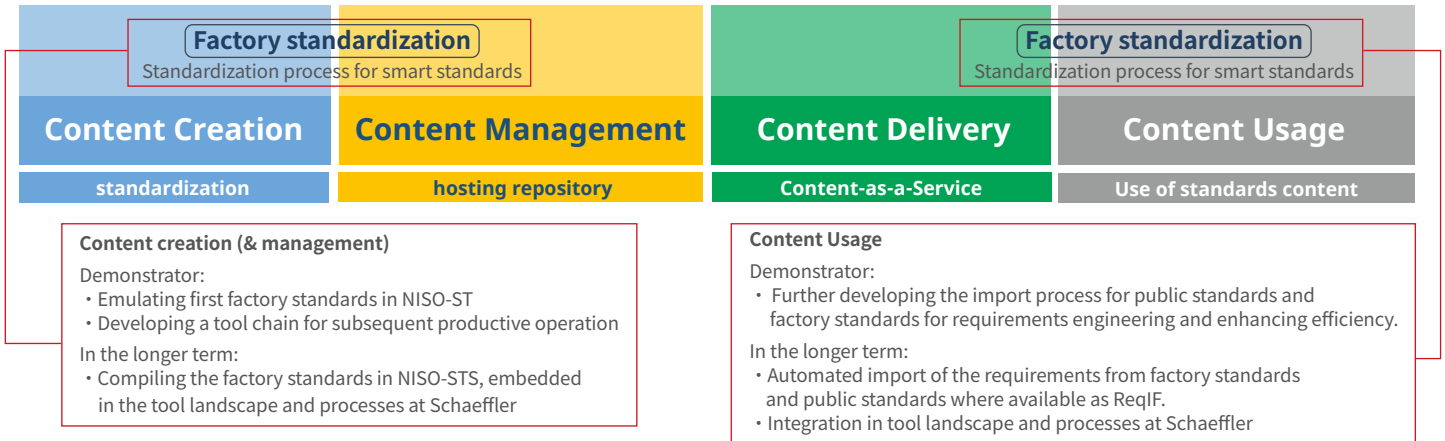 Factory standardization
Standardization process for smart standards
Factory standardization
Standardization process for smart standards
Content Creation
Content Management
Content Delivery
Content Usage
standardization
hosting repository
Content-as-a-Service
Use of standards content
Content creation (& management)
Demonstrator:
・Emulating first factory standards in NISO-ST
・Developing a tool chain for subsequent productive operation
In the longer term:
・Compiling the factory standards in NISO-STS, embedded
in the tool landscape and processes at Schaeffler
Content Usage
Demonstrator:
・ Further developing the import process for public standards and
factory standards for requirements engineering and enhancing efficiency.
In the longer term:
・Automated import of the requirements from factory standards
and public standards where available as ReqIF.
・Integration in tool landscape and processes at Schaeffler